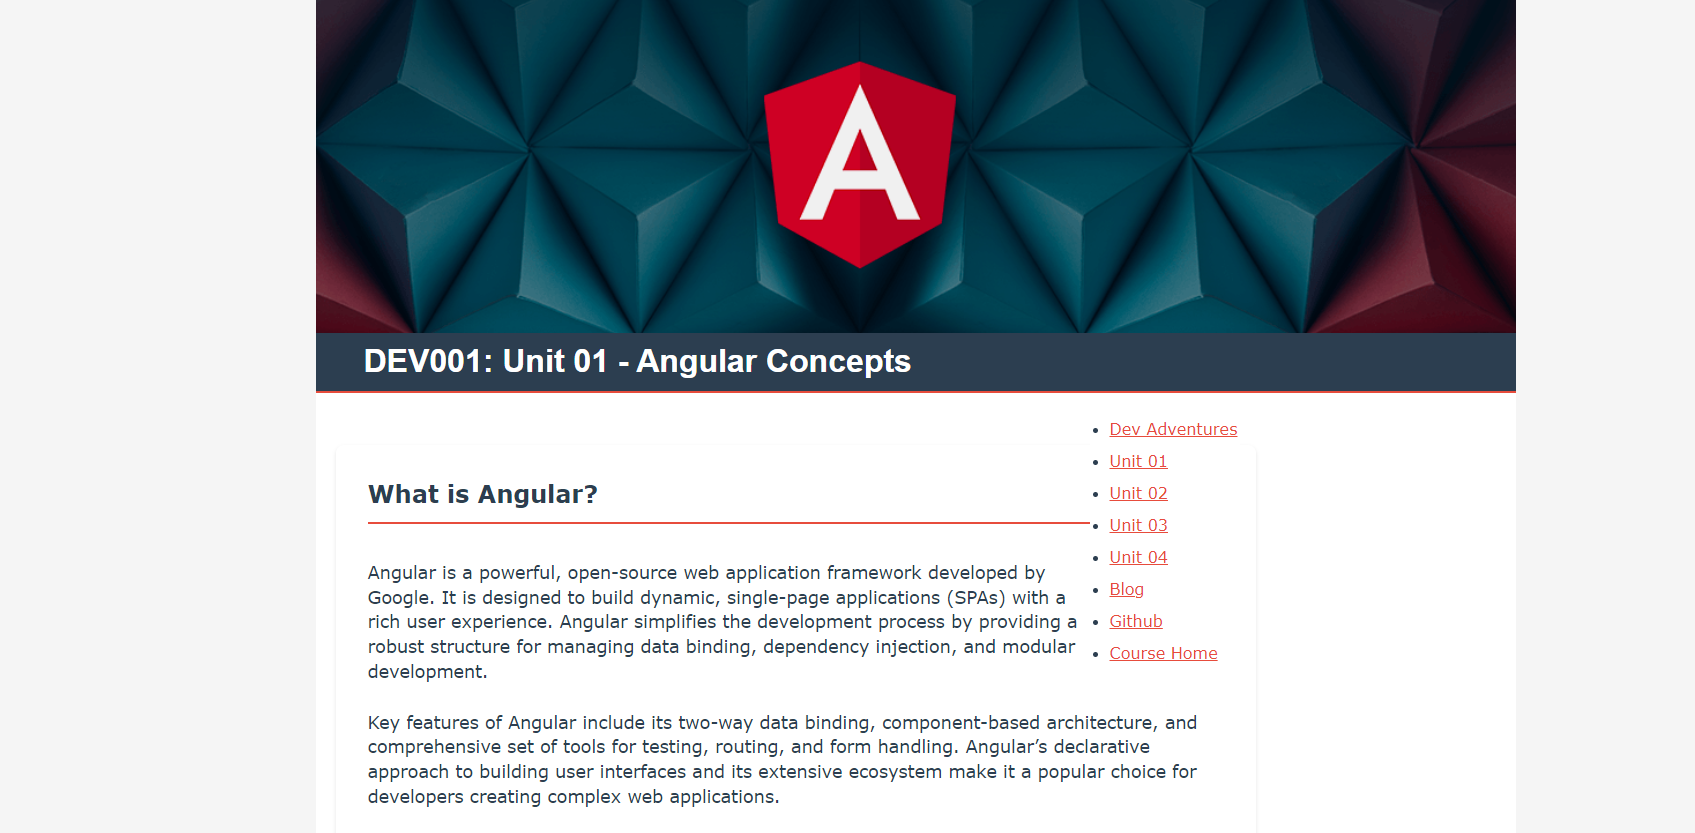 A
DEV001: Unit 01 - Angular Concepts
Dev Adventures
Unit 01
Unit 02
Unit 03
Unit 04
Blog
Github
Course Home
What is Angular?
Angular is a powerful, open-source web application framework developed by
Google. It is designed to build dynamic, single-page applications (SPAs) with a
rich user experience. Angular simplifies the development process by providing a
robust structure for managing data binding, dependency injection, and modular
development.
Key features of Angular include its two-way data binding, component-based architecture, and
comprehensive set of tools for testing, routing, and form handling. Angular’s declarative
approach to building user interfaces and its extensive ecosystem make it a popular choice for
developers creating complex web applications.